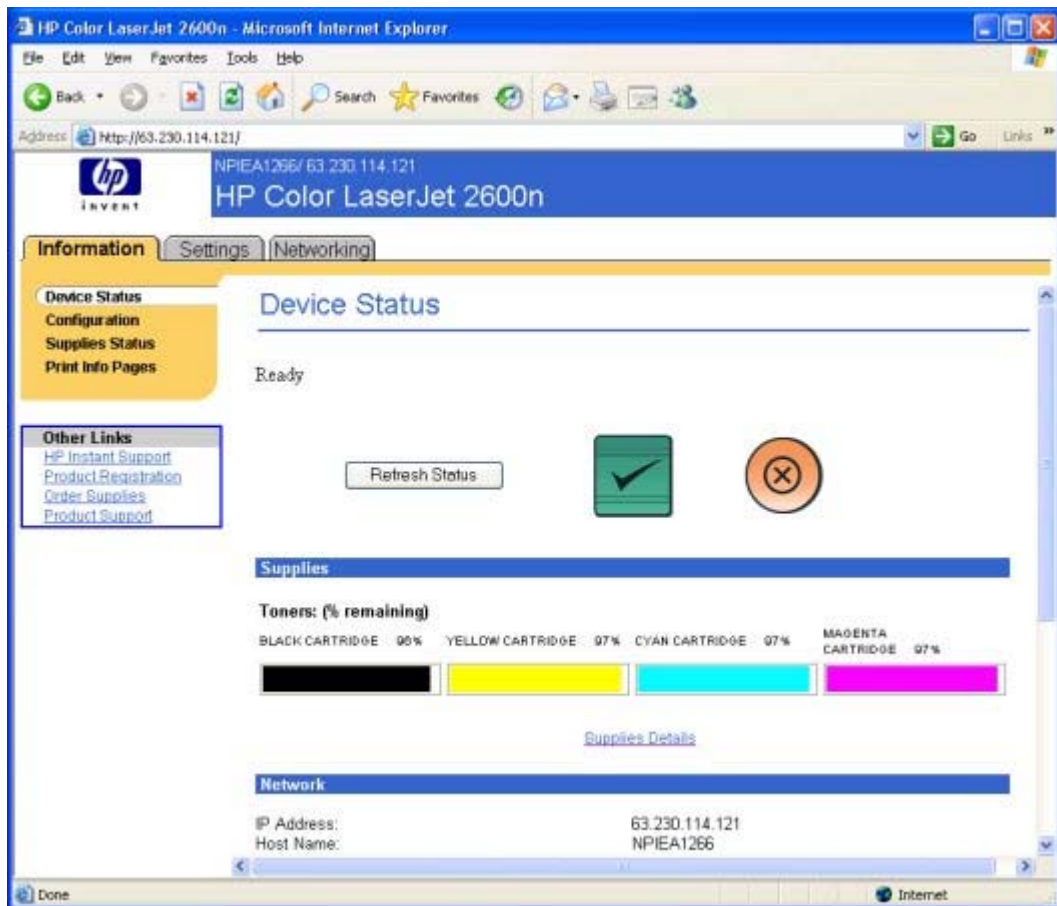 HP Color LaserJet 2600n - Microsoft Internet Explorer
File Edit View Favorites Tools Help
Back Search Favorites
Address http://63.230.114.121/ Go Links »
hp
invent
NPIEA1266/ 63.230.114.121
HP Color LaserJet 2600n
Information Settings Networking
Device Status
Configuration
Supplies Status
Print Info Pages
Other Links
HP Instant Support
Product Registration
Order Supplies
Product Support
Device Status
Ready
Refresh Status
Supplies
Toners: (% remaining)
BLACK CARTRIDGE YELLOW CARTRIDGE 97% CYAN CARTRIDGE 97% MAGENTA
CARTRIDGE 97%
Supplies Details
Network
IP Address: 63.230.114.121
Host Name: NPIEA1266
Done Internet